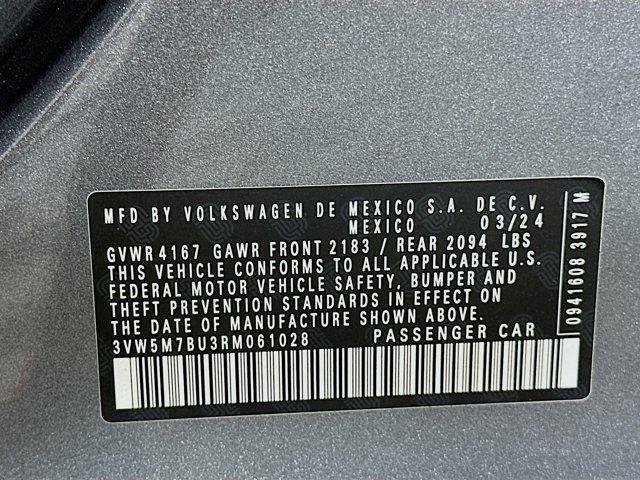 MFD BY VOLKSWAGEN DE MEXICO S.A. DE C.V.
MEXICO 03/24
GVWR 4167 GAWR FRONT 2183 / REAR 2094 LBS
THIS VEHICLE CONFORMS TO ALL APPLICABLE U.S.
FEDERAL MOTOR VEHICLE SAFETY, BUMPER AND
THEFT PREVENTION STANDARDS IN EFFECT ON
THE DATE OF MANUFACTURE SHOWN ABOVE.
3VW5M7BU3RM061028 PASSENGER CAR
0941608 3917 M